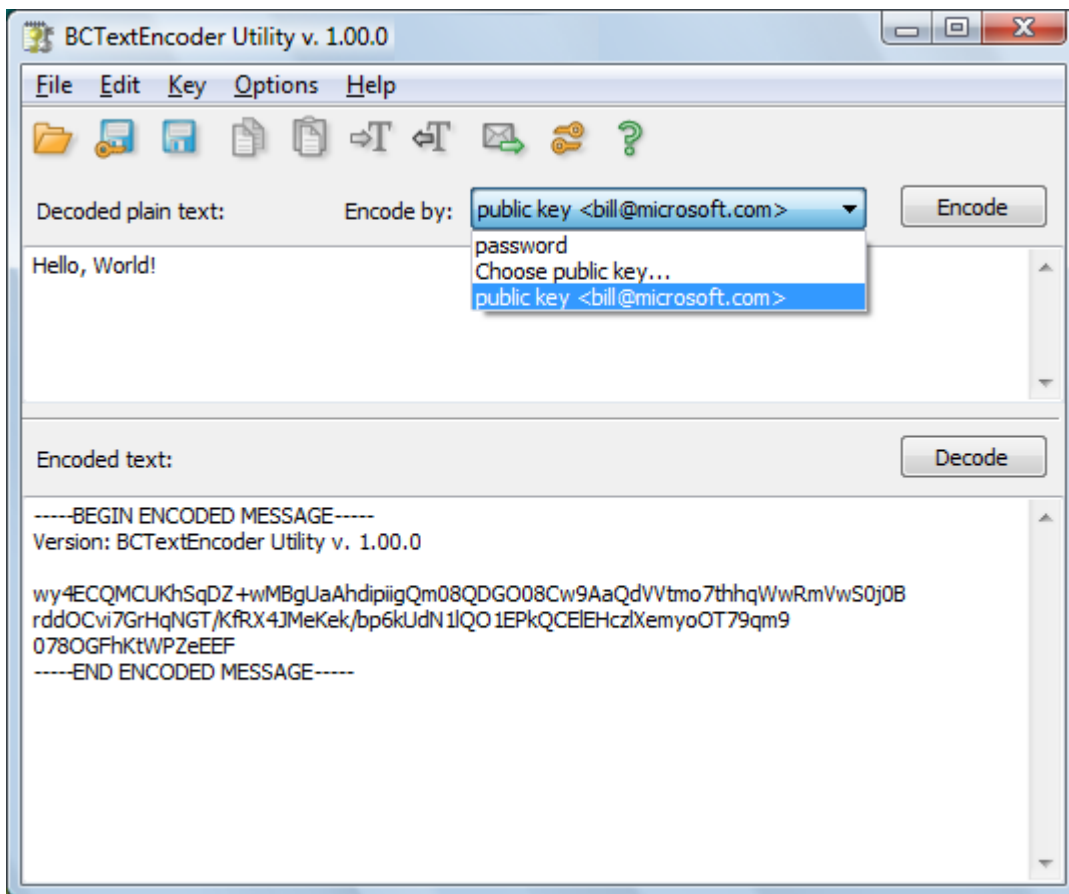 BCTextEncoder Utility v. 1.00.0
File Edit Key Options Help
Decoded plain text: Encode by: public key <bill@microsoft.com> Encode
password
Hello, World!
Choose public key...
public key <bill@microsoft.com>
Encoded text: Decode
-----BEGIN ENCODED MESSAGE-----
Version: BCTextEncoder Utility v. 1.00.0
wy4ECQMCUKhSqDZ+wMBgUaAhdipiigQm08QDGO08Cw9AaQdVVtmo7thhqWwRmVwS0j0B
rddOCvi7GrHqNGT/KfRX4JMeKek/bp6kUdN1lQO1EPkQCElEHczlXemyoOT79qm9
078OGFhKtWPZeEEF
-----END ENCODED MESSAGE-----